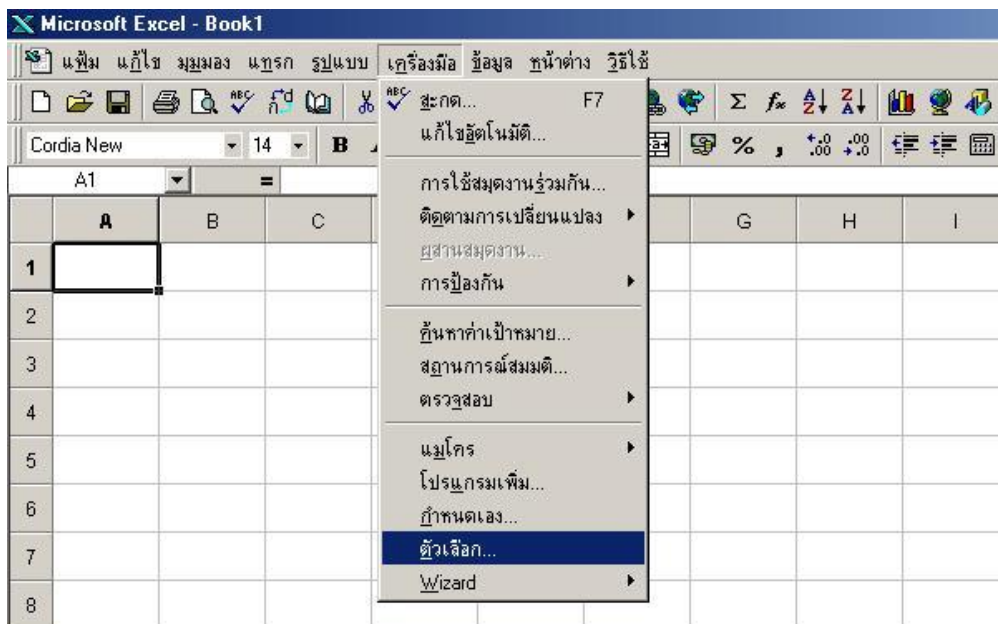 Microsoft Excel - Book1
แฟ้ม แก้ไข มุมมอง แทรก รูปแบบ เครื่องมือ ข้อมูล หน้าต่าง วิธีใช้
Cordia New 14 B % ,
A1 =
A B C G H I
1
2
3
4
5
6
7
8
สะกด... F7
แก้ไขอัตโนมัติ...
การใช้สมุดงานร่วมกัน...
ติดตามการเปลี่ยนแปลง
ผสานสมุดงาน...
การป้องกัน
ค้นหาค่าเป้าหมาย...
สถานการณ์สมมติ...
ตรวจสอบ
แมโคร
โปรแกรมเพิ่ม...
กำหนดเอง...
ตัวเลือก...
Wizard